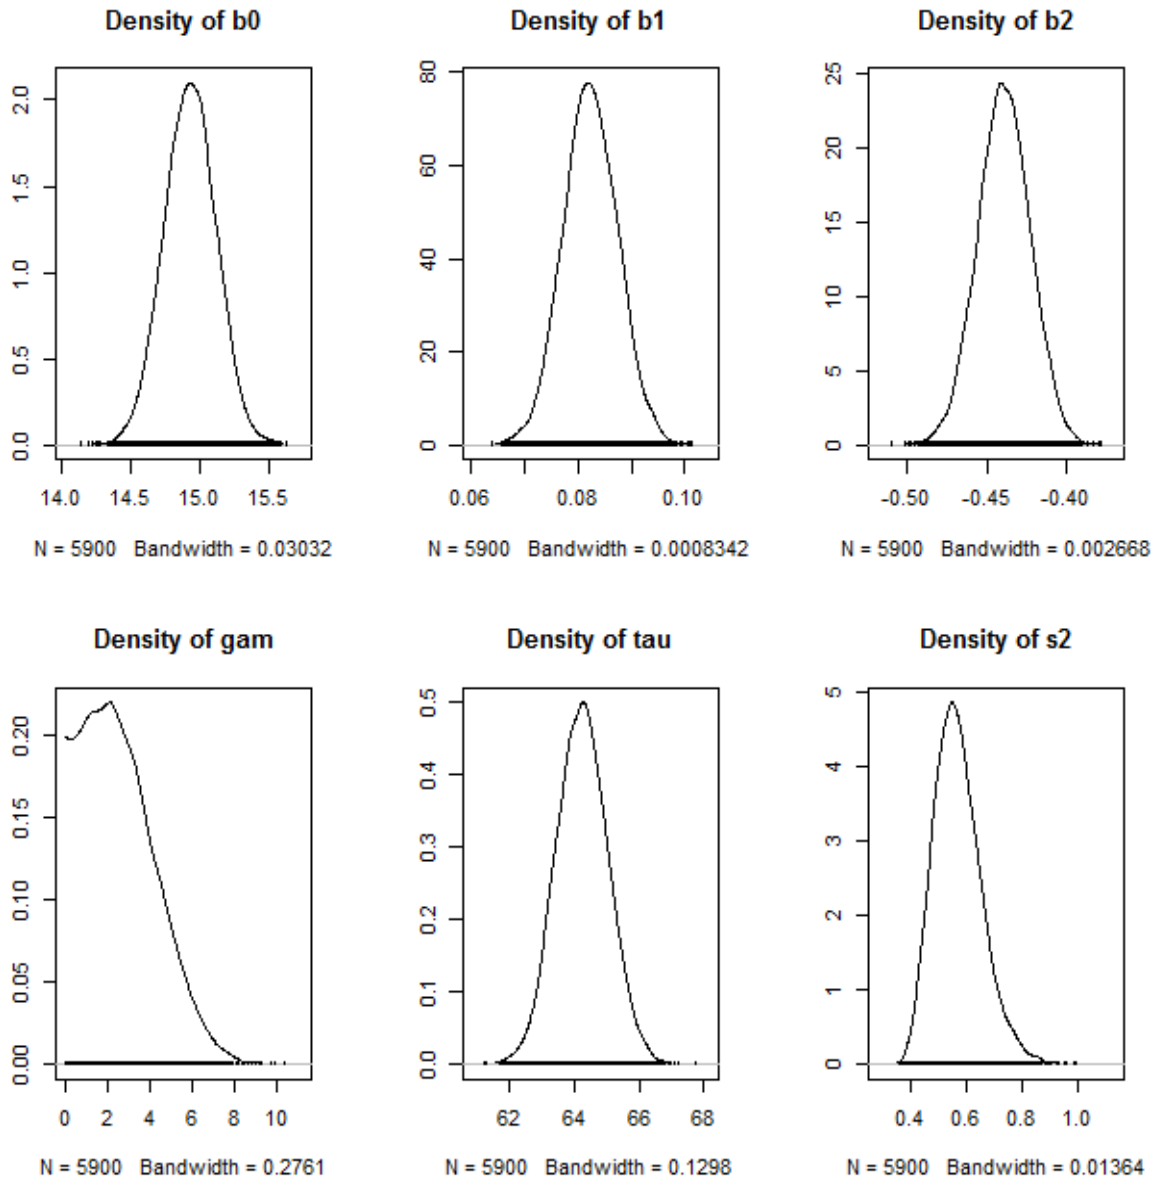 Density of b0
2.0
1.5
1.0
0.5
0.0
14.0 14.5 15.0 15.5
N = 5900 Bandwidth = 0.03032
Density of b1
80
60
40
20
0
0.06 0.08 0.10
N = 5900 Bandwidth = 0.0008342
Density of b2
25
20
15
10
5
0
-0.50 -0.45 -0.40
N = 5900 Bandwidth = 0.002668
Density of gam
0.20
0.15
0.10
0.05
0.00
0 2 4 6 8 10
N = 5900 Bandwidth = 0.2761
Density of tau
0.5
0.4
0.3
0.2
0.1
0.0
62 64 66 68
N = 5900 Bandwidth = 0.1298
Density of s2
5
4
3
2
1
0
0.4 0.6 0.8 1.0
N = 5900 Bandwidth = 0.01364